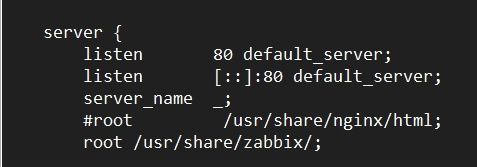 server {
listen 80 default_server;
listen [::]:80 default_server;
server_name _;
#root /usr/share/nginx/html;
root /usr/share/zabbix/;